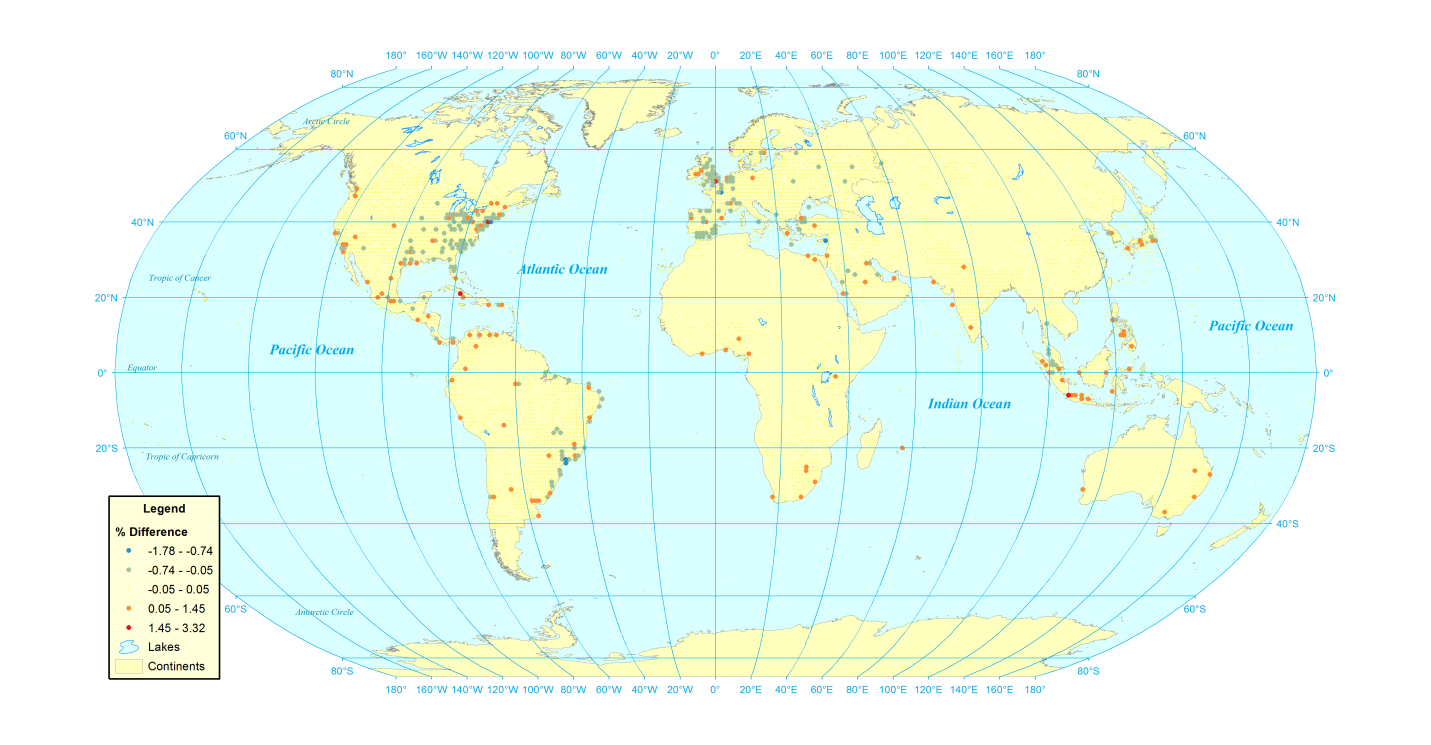 180° 160°W 140°W 120°W 100°W 80°W 60°W 40°W 20°W 0° 20°E 40°E 60°E 80°E 100°E 120°E 140°E 160°E 180°
80°N 80°N
Arctic Circle
60°N 60°N
40°N 40°N
Atlantic Ocean
Tropic of Cancer
20°N 20°N
Pacific Ocean
Pacific Ocean
Equator
0° 0°
Indian Ocean
20°S 20°S
Tropic of Capricorn
Legend
% Difference
-1.78 - -0.74
-0.74 - -0.05
-0.05 - 0.05
0.05 - 1.45
1.45 - 3.32
Lakes
Continents
40°S
60°S 60°S
Antarctic Circle
80°S 80°S
180° 160°W 140°W 120°W 100°W 80°W 60°W 40°W 20°W 0° 20°E 40°E 60°E 80°E 100°E 120°E 140°E 160°E 180°